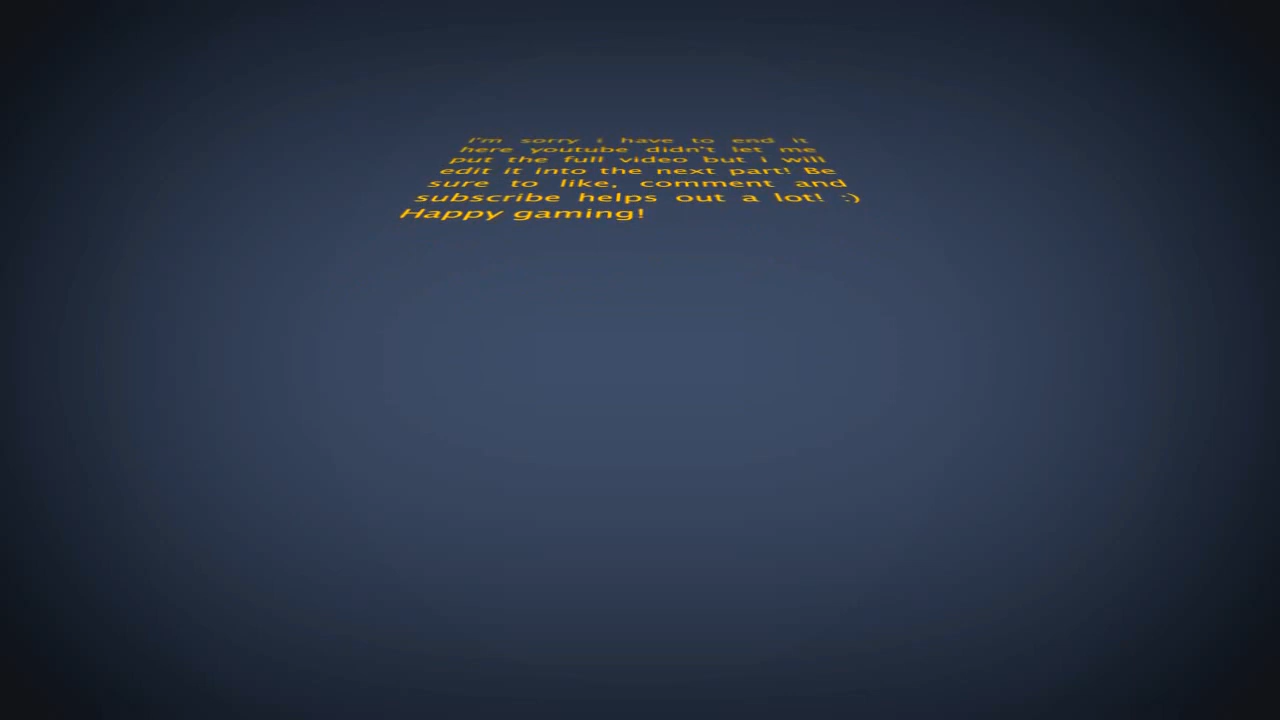 I'm sorry i have to end it
here youtube didn't let me
put the full video but i will
edit it into the next part! Be
sure to like, comment and
subscribe helps out a lot! :)
Happy gaming!